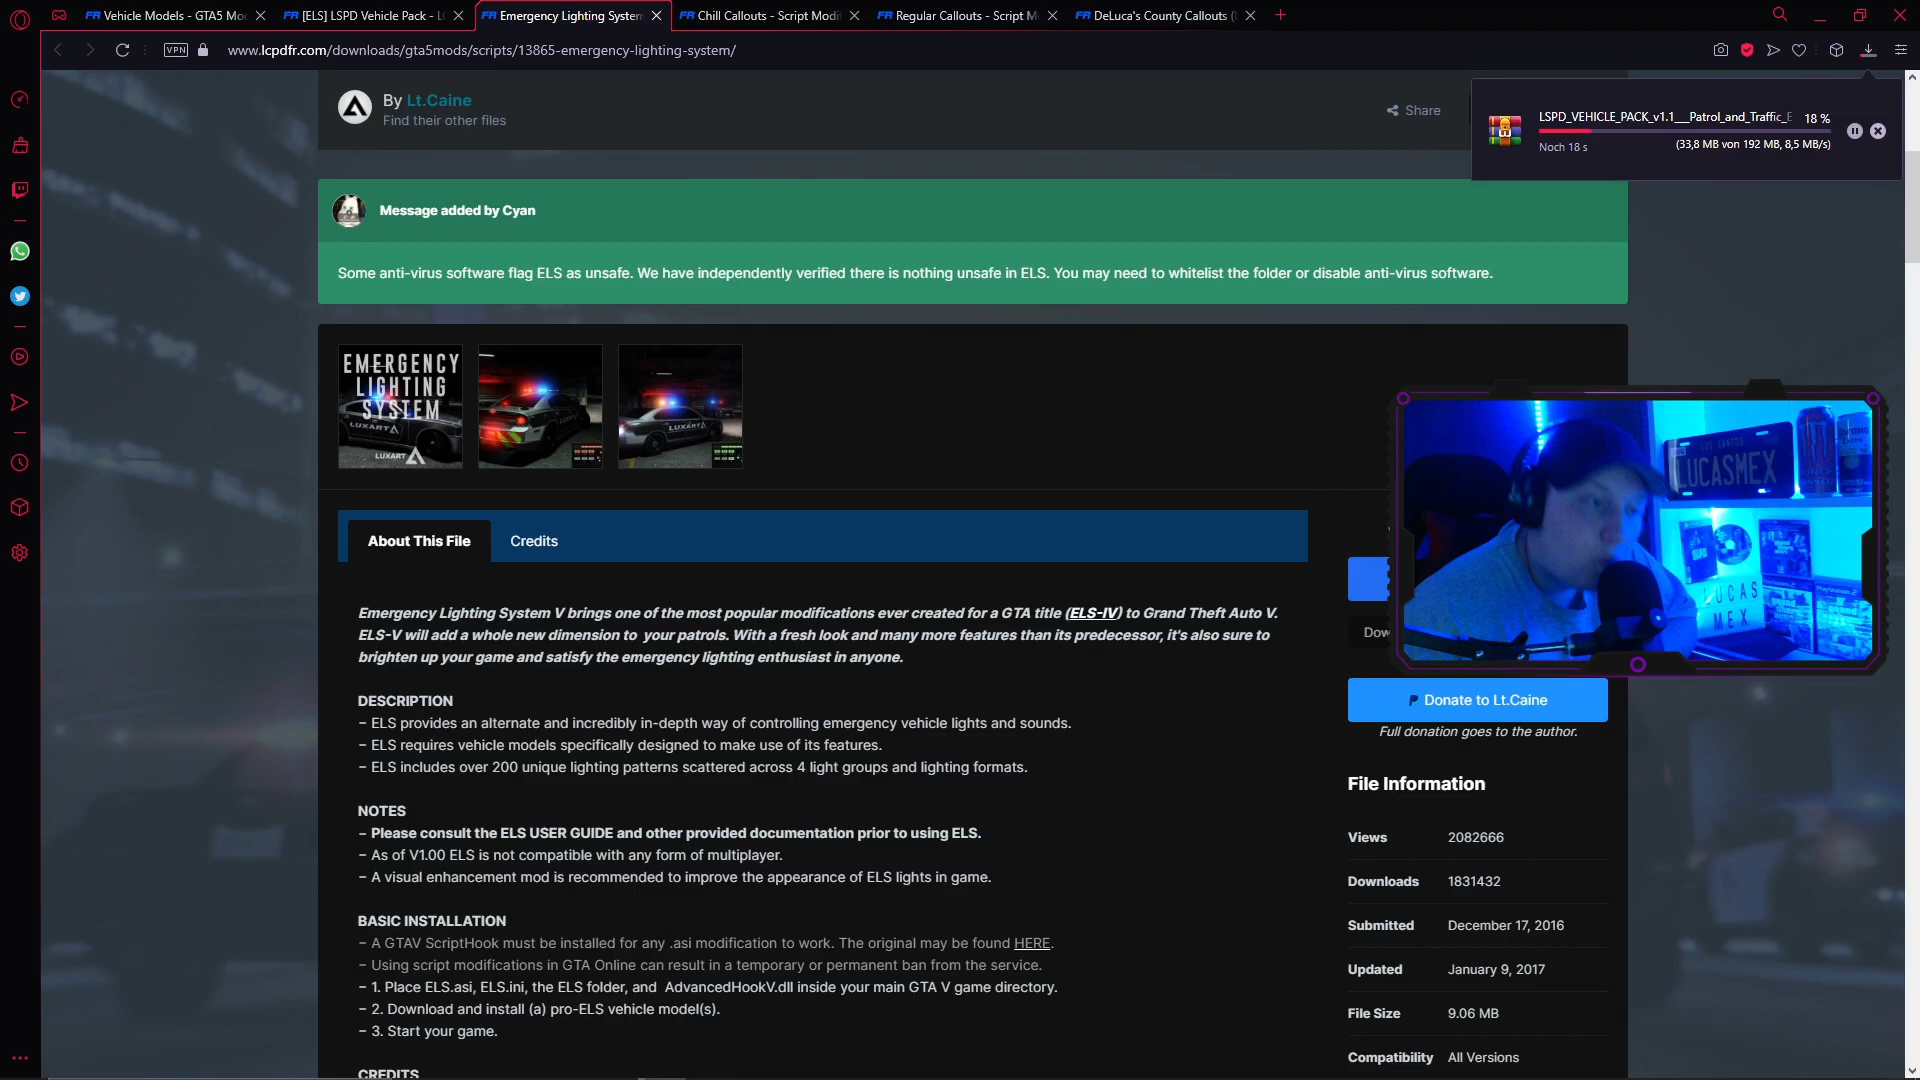 FR Vehicle Models - GTA5 Mo
FR [ELS] LSPD Vehicle Pack - LC
FR Emergency Lighting System
FR Chill Callouts - Script Modifi
FR Regular Callouts - Script M
FR DeLuca's County Callouts (
VPN
www.lcpdfr.com/downloads/gta5mods/scripts/13865-emergency-lighting-system/
By Lt.Caine
Find their other files
Share
LSPD_VEHICLE_PACK_v1.1___Patrol_and_Traffic_E
18 %
Noch 18 s
(33,8 MB von 192 MB, 8,5 MB/s)
Message added by Cyan
Some anti-virus software flag ELS as unsafe. We have independently verified there is nothing unsafe in ELS. You may need to whitelist the folder or disable anti-virus software.
EMERGENCY
LIGHTING
SYSTEM
LUXART
LUXART
LUXART
LOS SANTOS
LUCASMEX
LUCAS
MEX
About This File
Credits
Emergency Lighting System V brings one of the most popular modifications ever created for a GTA title (ELS-IV) to Grand Theft Auto V.
ELS-V will add a whole new dimension to your patrols. With a fresh look and many more features than its predecessor, it's also sure to
brighten up your game and satisfy the emergency lighting enthusiast in anyone.
DESCRIPTION
– ELS provides an alternate and incredibly in-depth way of controlling emergency vehicle lights and sounds.
– ELS requires vehicle models specifically designed to make use of its features.
– ELS includes over 200 unique lighting patterns scattered across 4 light groups and lighting formats.
NOTES
– Please consult the ELS USER GUIDE and other provided documentation prior to using ELS.
– As of V1.00 ELS is not compatible with any form of multiplayer.
– A visual enhancement mod is recommended to improve the appearance of ELS lights in game.
BASIC INSTALLATION
– A GTAV ScriptHook must be installed for any .asi modification to work. The original may be found HERE.
– Using script modifications in GTA Online can result in a temporary or permanent ban from the service.
– 1. Place ELS.asi, ELS.ini, the ELS folder, and AdvancedHookV.dll inside your main GTA V game directory.
– 2. Download and install (a) pro-ELS vehicle model(s).
– 3. Start your game.
CREDITS
Dow
Donate to Lt.Caine
Full donation goes to the author.
File Information
Views 2082666
Downloads 1831432
Submitted December 17, 2016
Updated January 9, 2017
File Size 9.06 MB
Compatibility All Versions